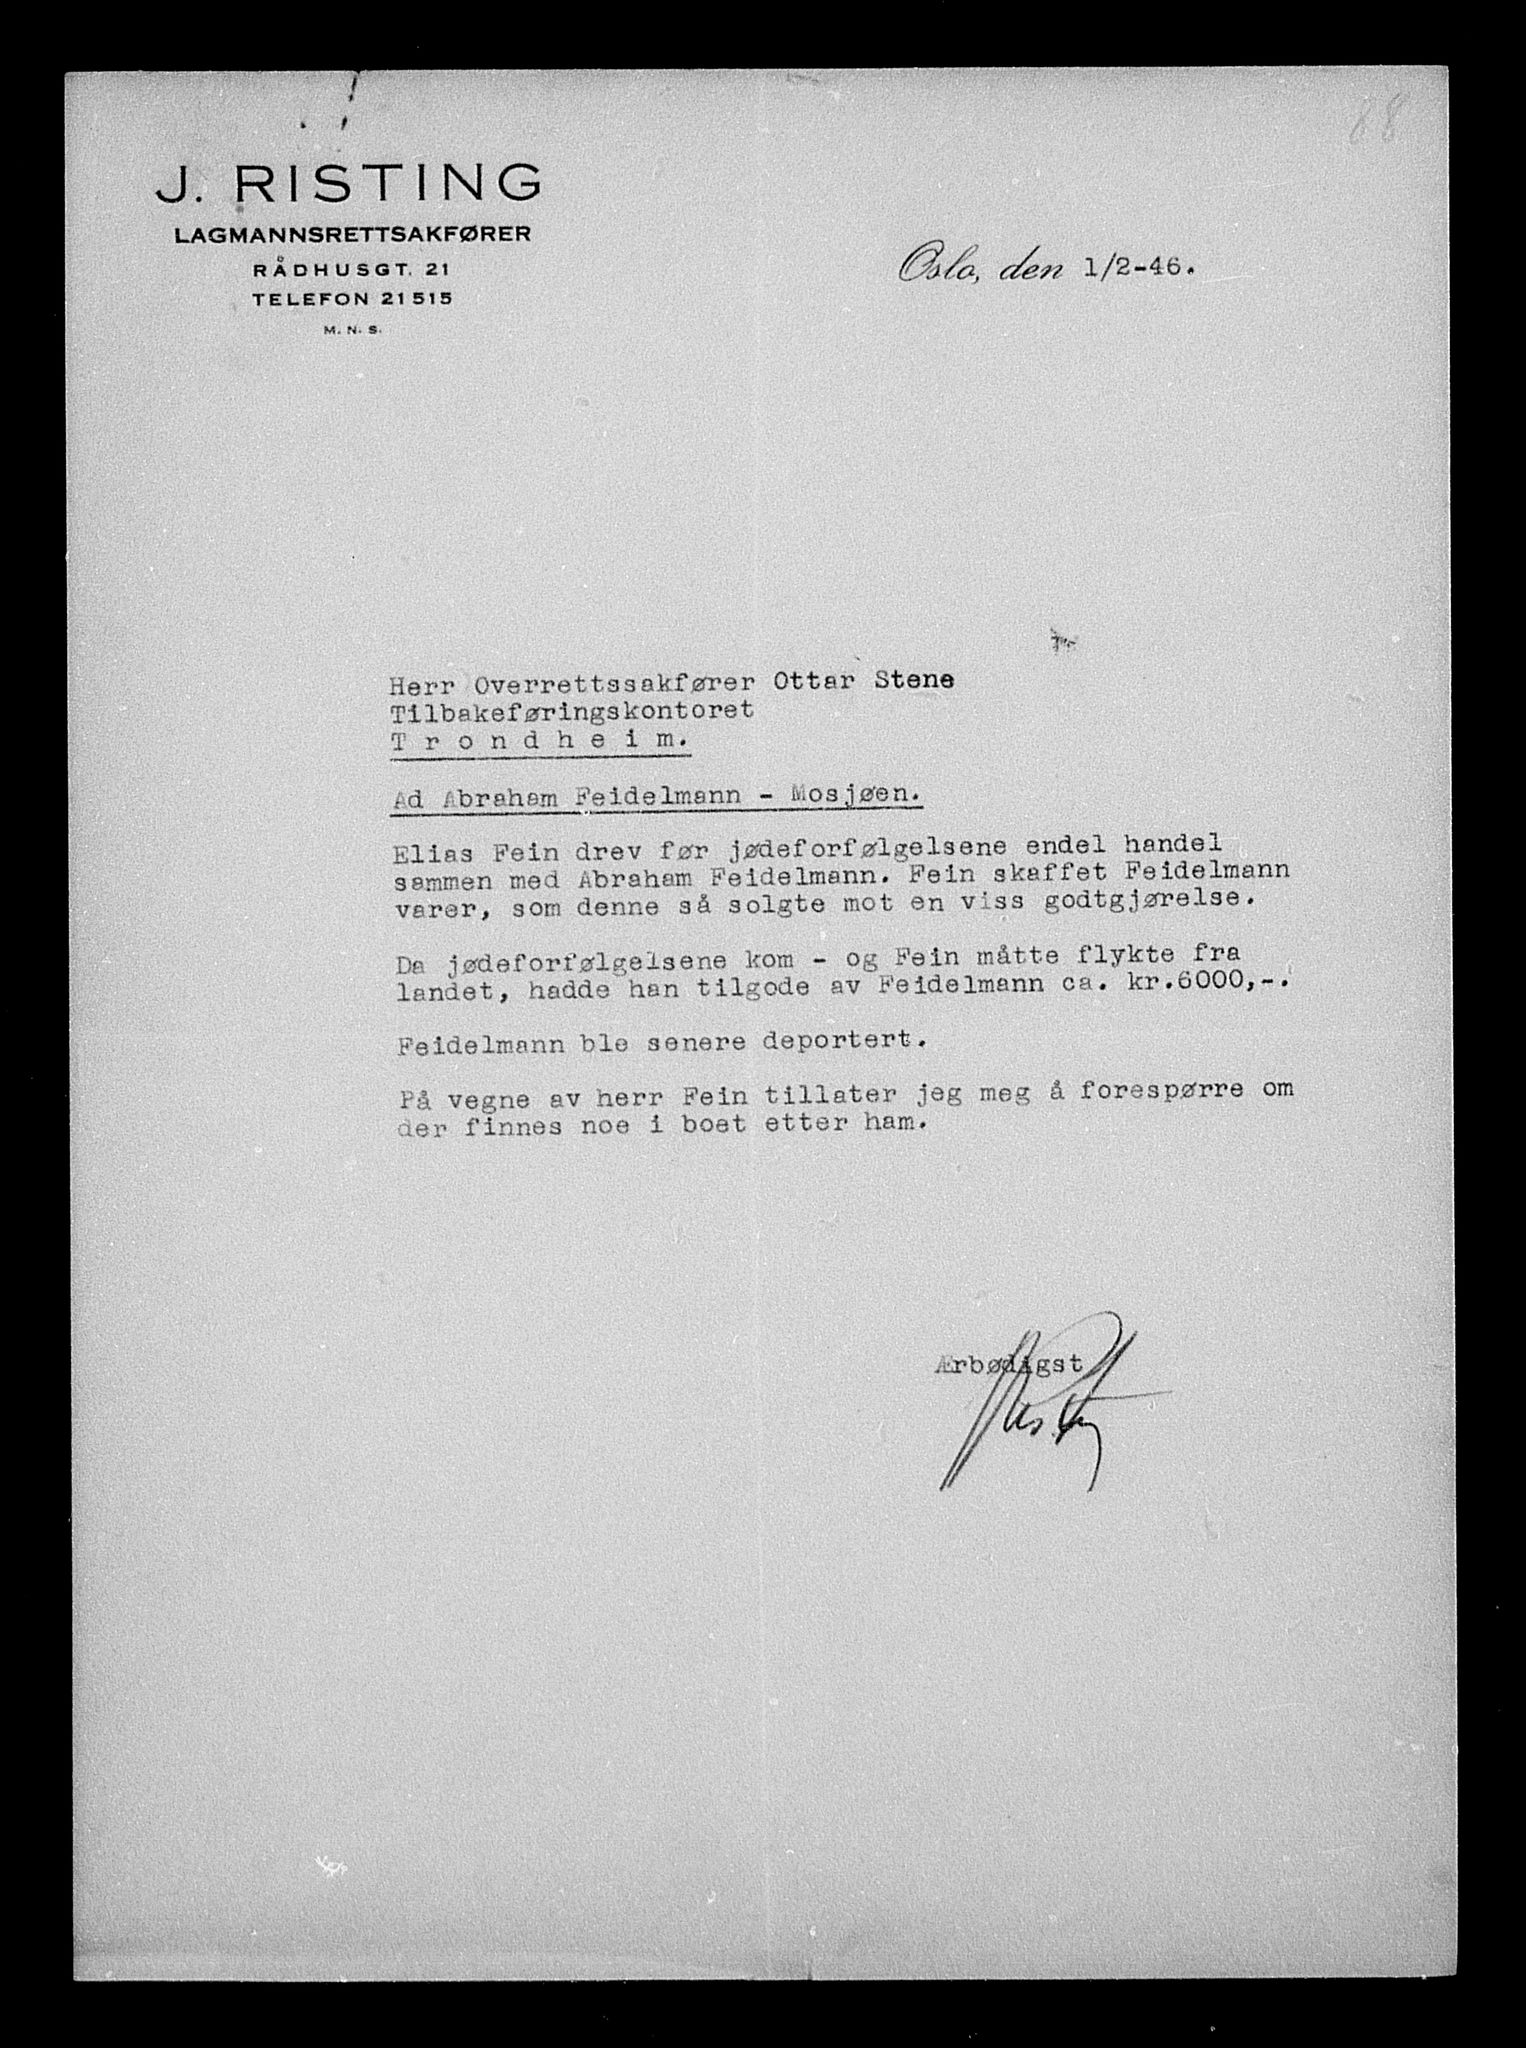 88
J. RISTING
LAGMANNSRETTSAKFØRER
RÅDHUSGT. 21
TELEFON 21515
M. N. S.
Oslo, den 1/2-46.
Herr Overrettssakfører Ottar Stene
Tilbakeføringskontoret
T r o n d h e i m.
Ad Abraham Feidelmann - Mosjøen.
Elias Fein drev før jødeforfølgelsene endel handel
sammen med Abraham Feidelmann. Fein skaffet Feidelmann
varer, som denne så solgte mot en viss godtgjørelse.
Da jødeforfølgelsene kom - og Fein måtte flykte fra
landet, hadde han tilgode av Feidelmann ca. kr.6000,-.
Feidelmann ble senere deportert.
På vegne av herr Fein tillater jeg meg å forespørre om
der finnes noe i boet etter ham.
Ærbødigst
Risting